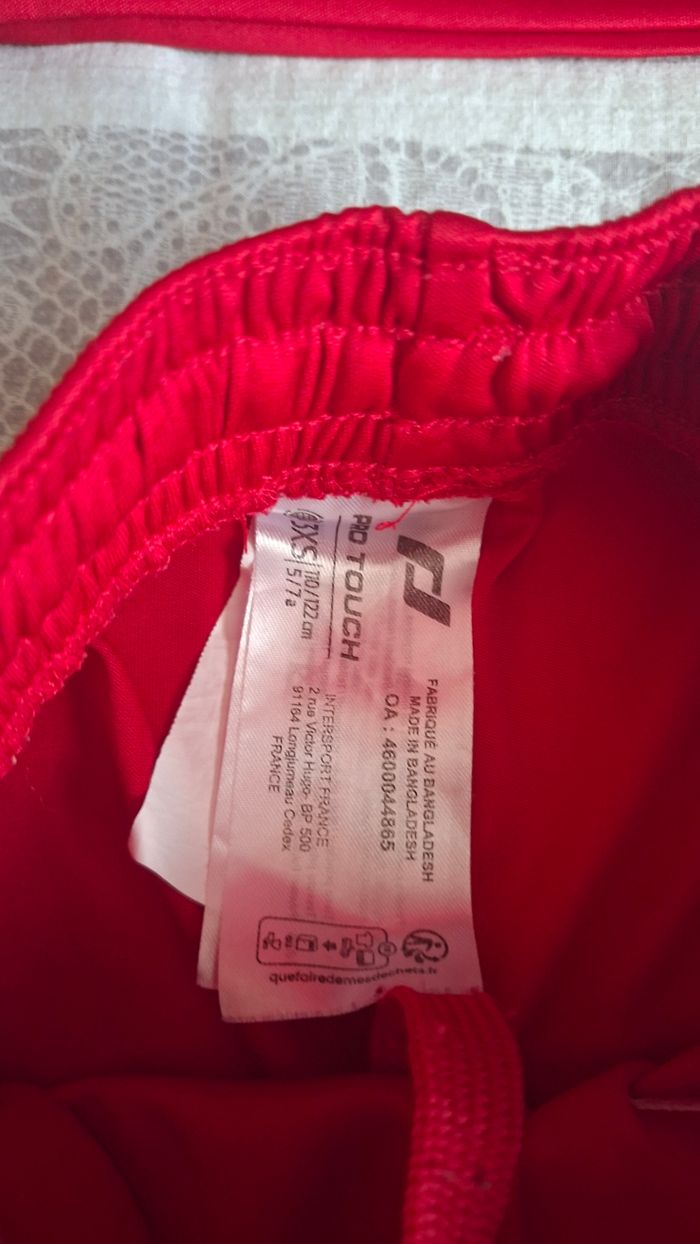 PRO TOUCH
3XS
110/122 cm
5/7a
FABRIQUÉ AU BANGLADESH
MADE IN BANGLADESH
OA : 4600044865
INTERSPORT FRANCE
2 rue Victor Hugo- BP 500
91164 Longjumeau Cedex
FRANCE
quefairedemesdechets.fr